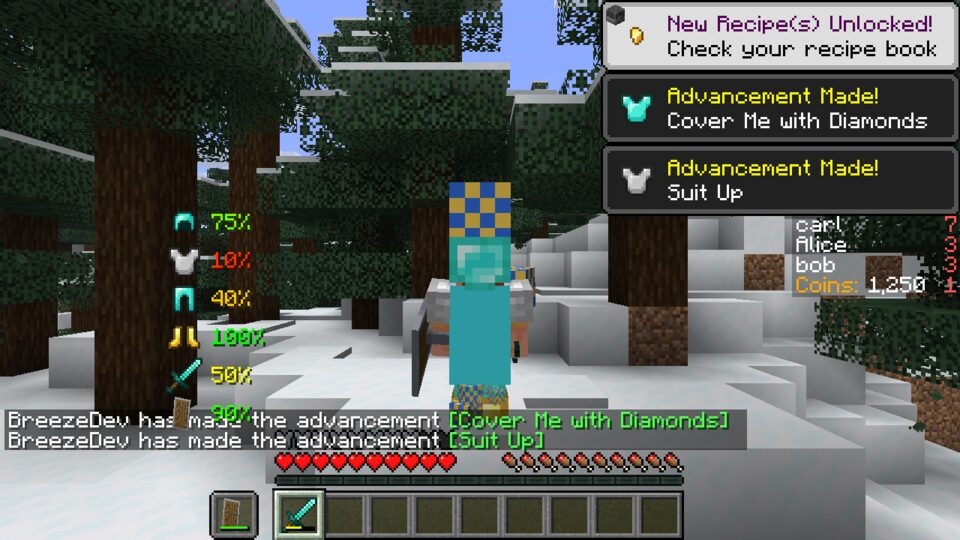 New Recipe(s) Unlocked!
Check your recipe book
Advancement Made!
Cover Me with Diamonds
Advancement Made!
Suit Up
carl 7
Alice 3
bob 3
Coins: 1,250 1
75%
10%
40%
100%
50%
90%
BreezeDev has made the advancement [Cover Me with Diamonds]
BreezeDev has made the advancement [Suit Up]